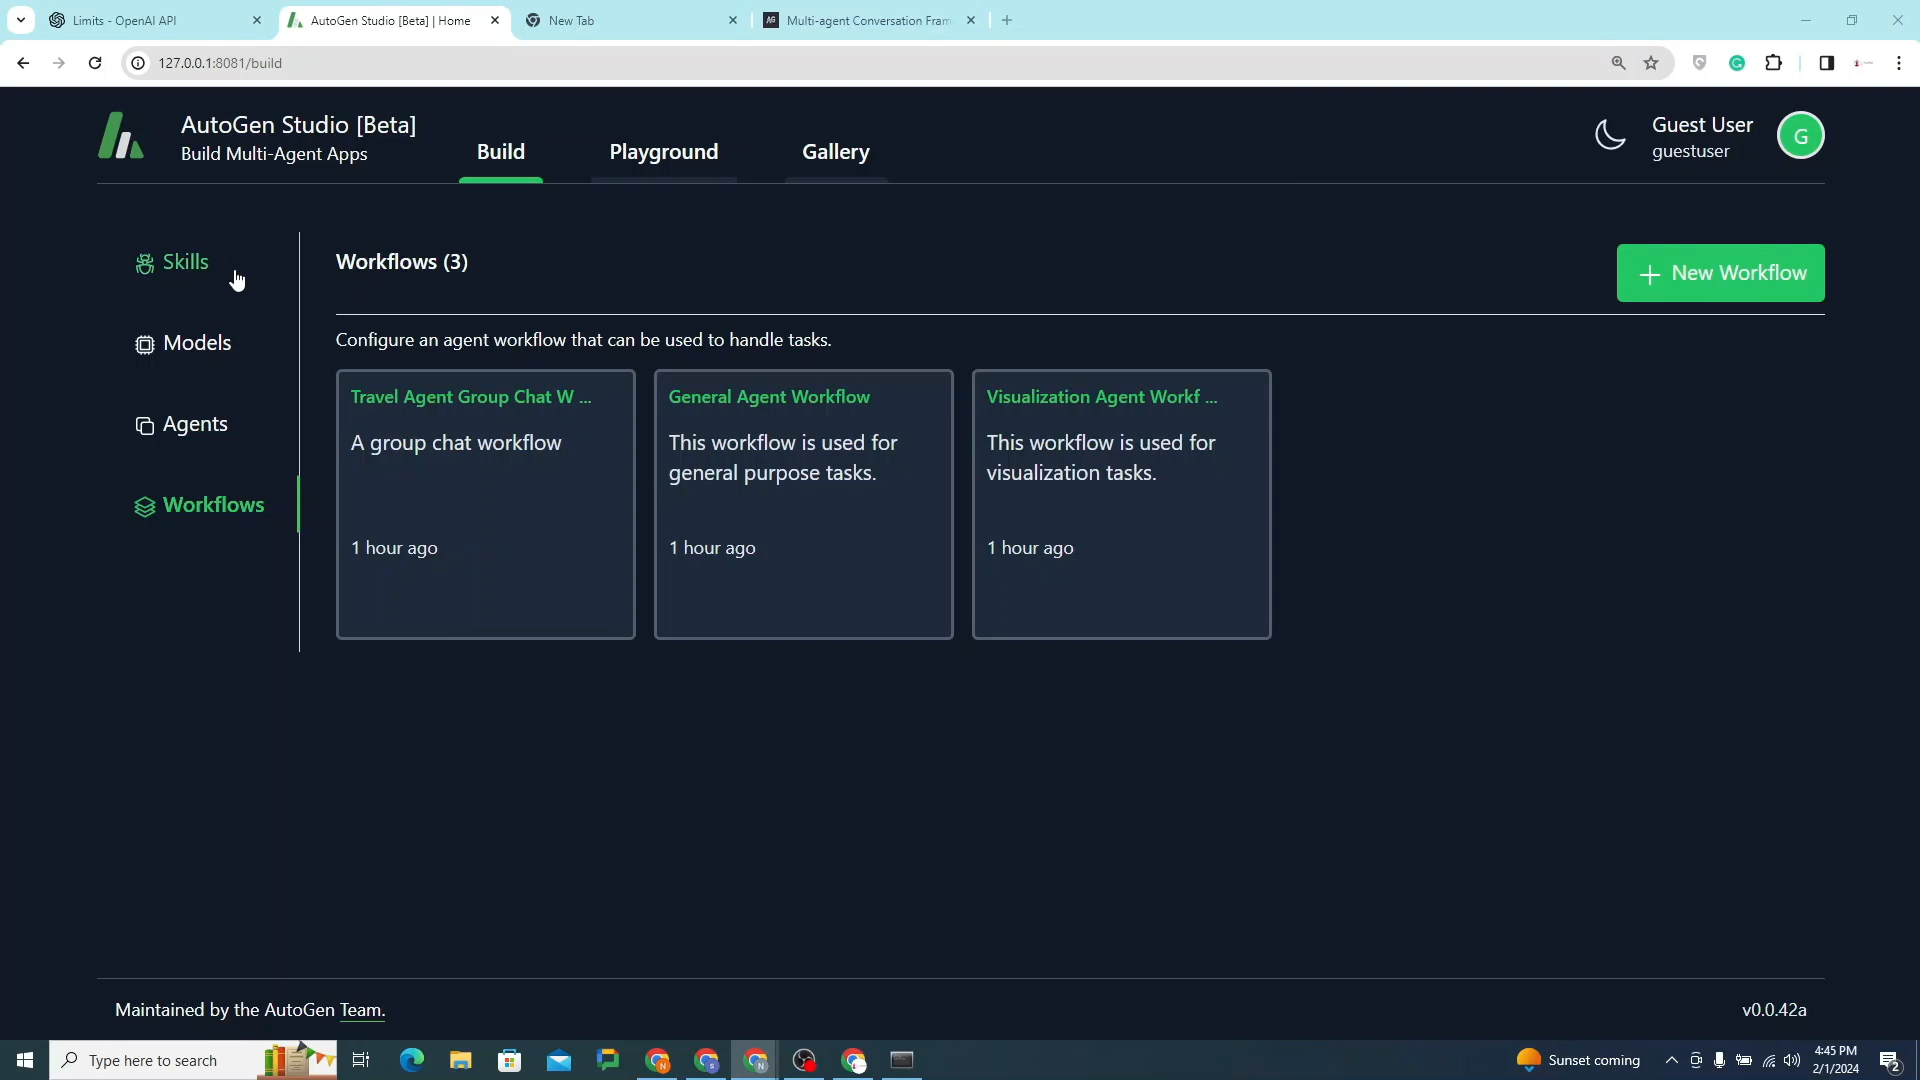 Limits - OpenAI API
AutoGen Studio [Beta] | Home
New Tab
Multi-agent Conversation Fram
127.0.0.1:8081/build
AutoGen Studio [Beta]
Build Multi-Agent Apps
Build
Playground
Gallery
Guest User
guestuser
G
Skills
Models
Agents
Workflows
Workflows (3)
New Workflow
Configure an agent workflow that can be used to handle tasks.
Travel Agent Group Chat W ...
A group chat workflow
1 hour ago
General Agent Workflow
This workflow is used for
general purpose tasks.
1 hour ago
Visualization Agent Workf ...
This workflow is used for
visualization tasks.
1 hour ago
Maintained by the AutoGen Team.
v0.0.42a
Type here to search
Sunset coming
4:45 PM
2/1/2024
2